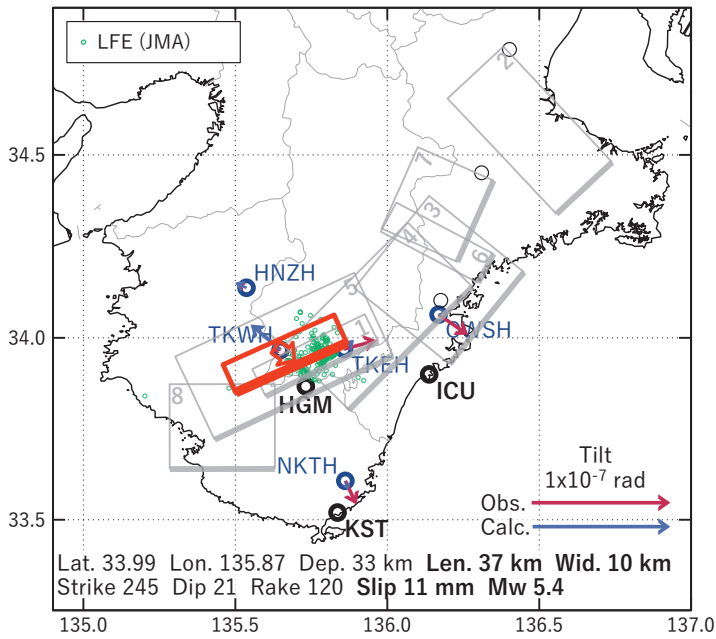 LFE (JMA)
2
34.5
7
3
4
6
HNZH
5
34.0
TKWH
1
OWSH
TKEH
8
HGM
ICU
NKTH
Tilt
1x10-7 rad
Obs.
Calc.
33.5
KST
Lat. 33.99 Lon. 135.87 Dep. 33 km Len. 37 km Wid. 10 km
Strike 245 Dip 21 Rake 120 Slip 11 mm Mw 5.4
135.0 135.5 136.0 136.5 137.0